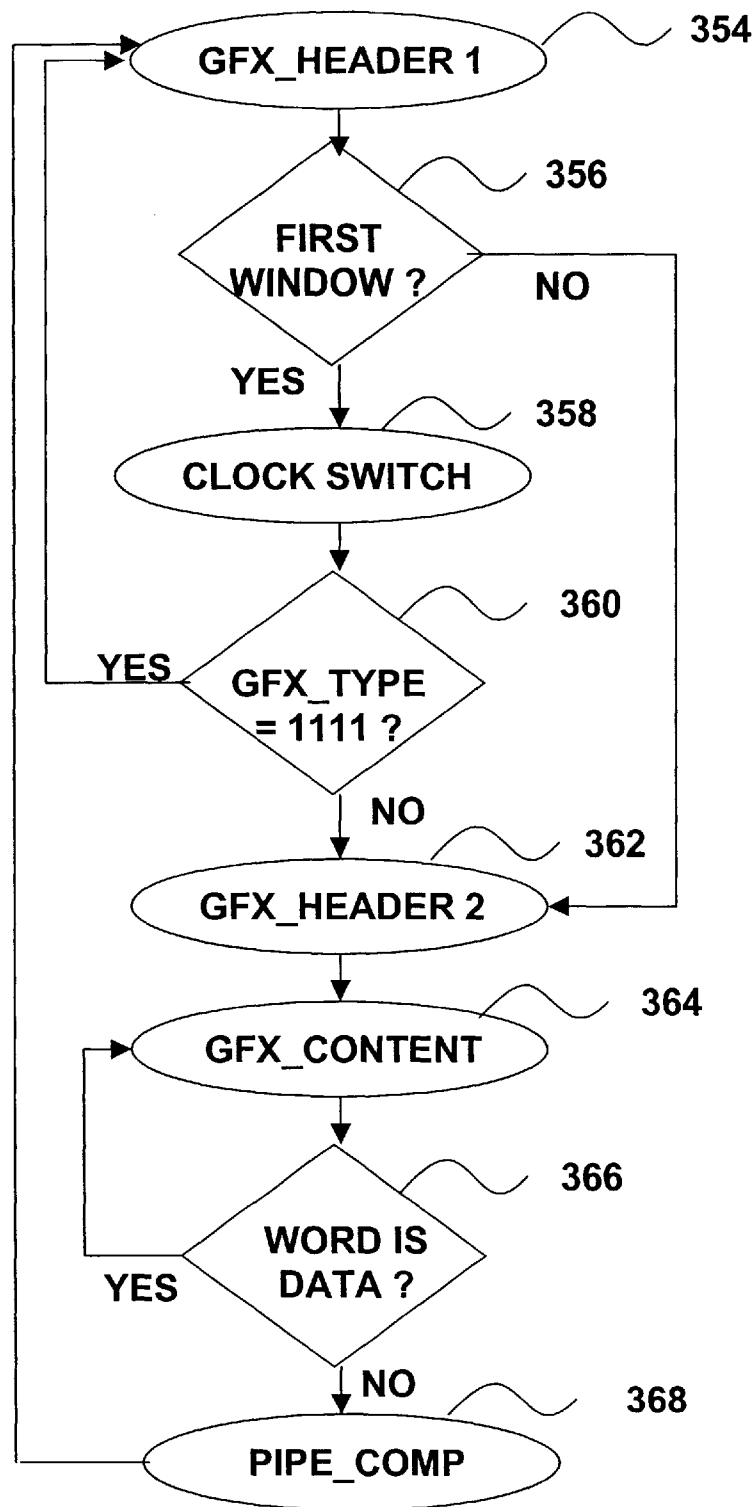 GFX_HEADER 1
354
356
FIRST
WINDOW ?
NO
YES
358
CLOCK SWITCH
360
YES
GFX_TYPE
= 1111 ?
NO
362
GFX_HEADER 2
364
GFX_CONTENT
366
WORD IS
DATA ?
YES
NO
368
PIPE_COMP